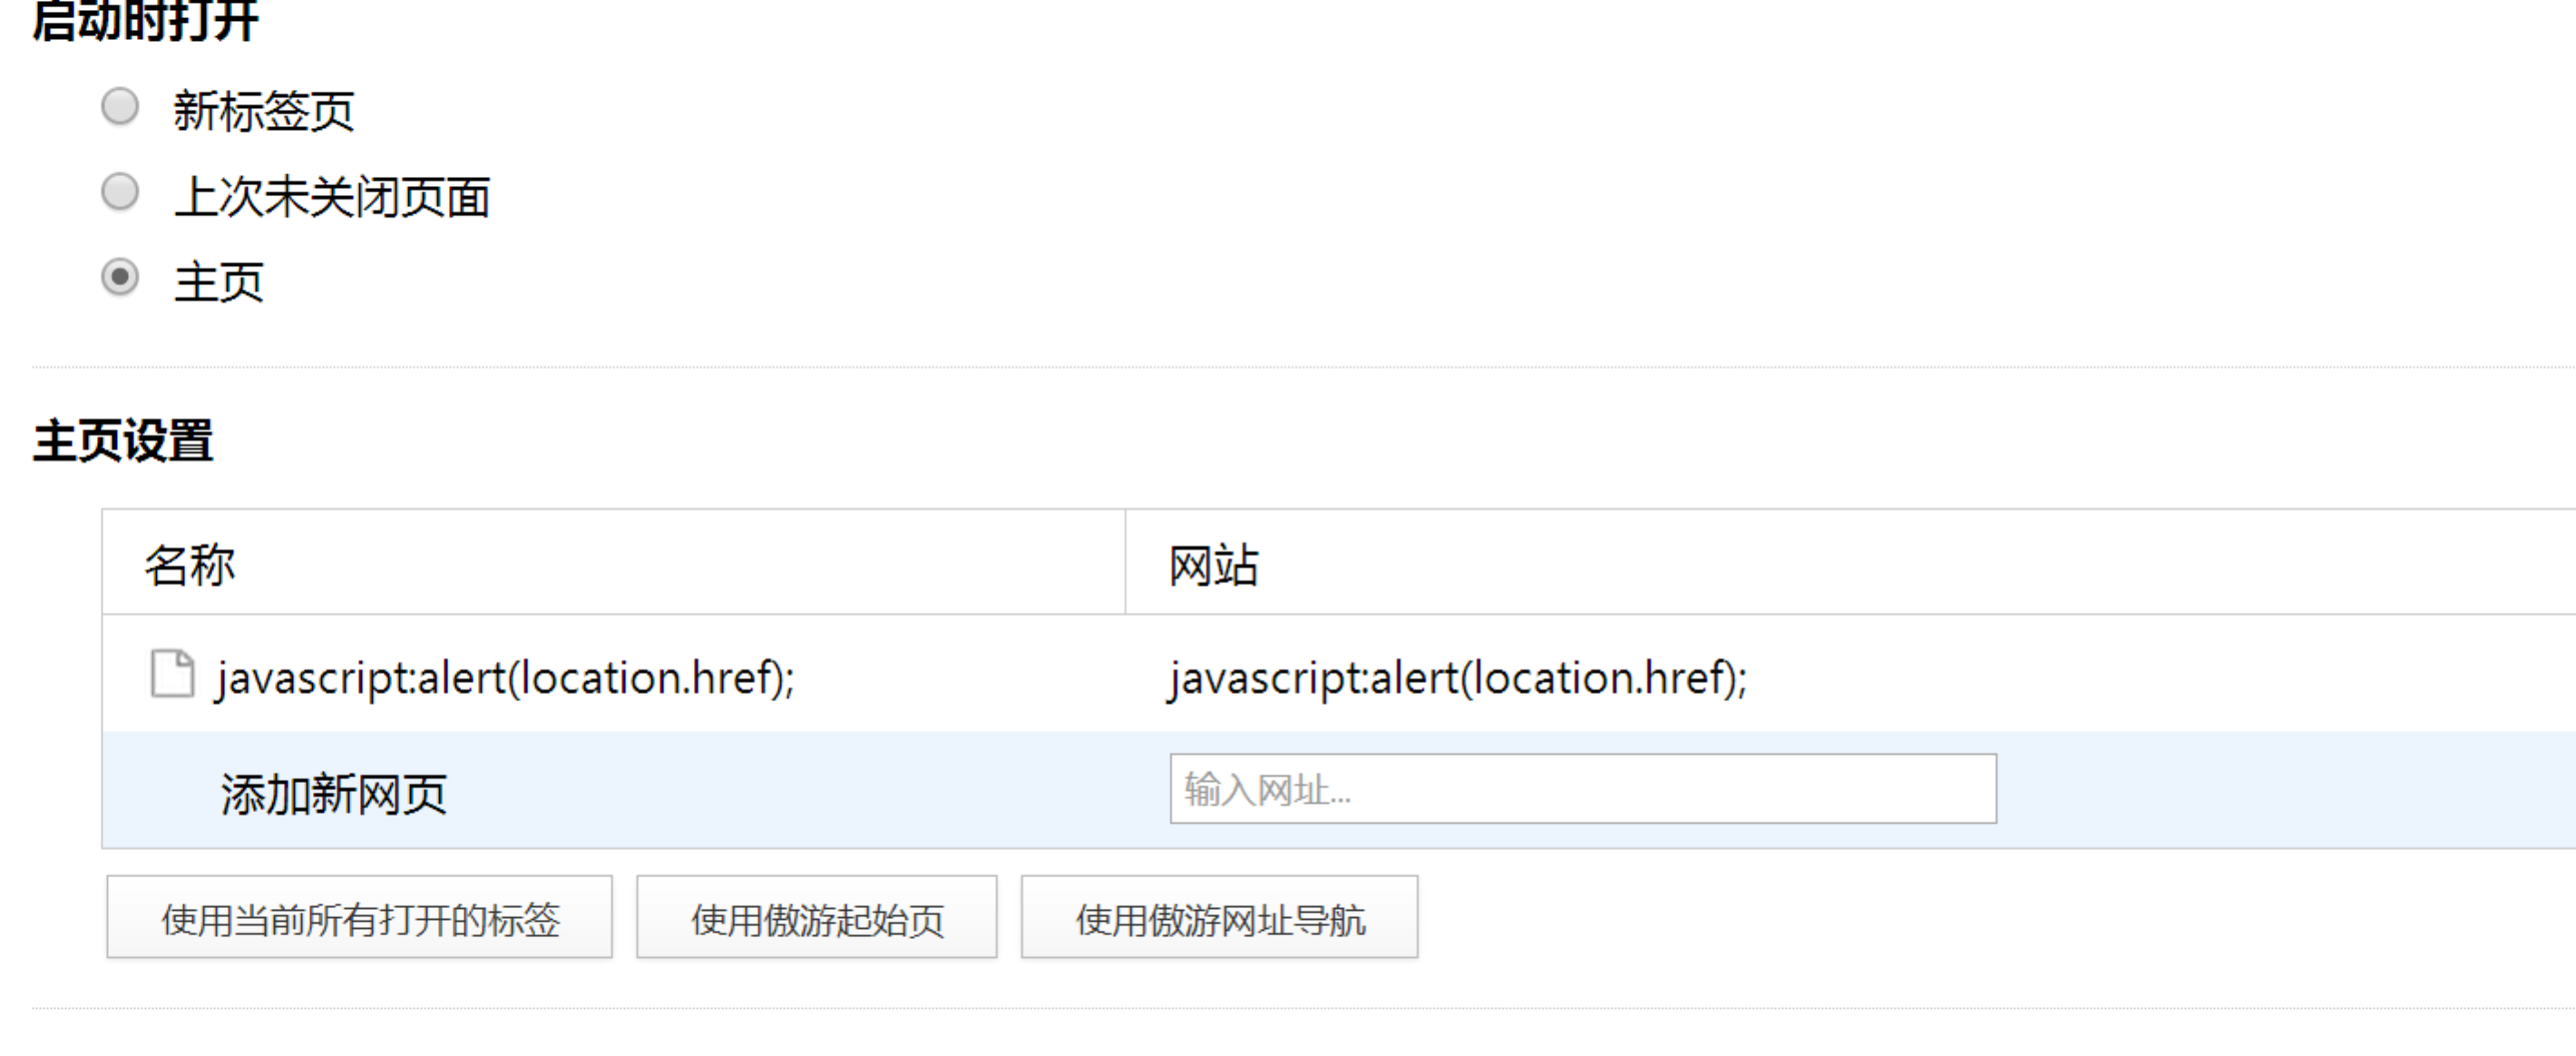 启动时打开
新标签页
上次未关闭页面
主页
主页设置
名称 网站
javascript:alert(location.href); javascript:alert(location.href);
添加新网页 输入网址...
使用当前所有打开的标签 使用傲游起始页 使用傲游网址导航